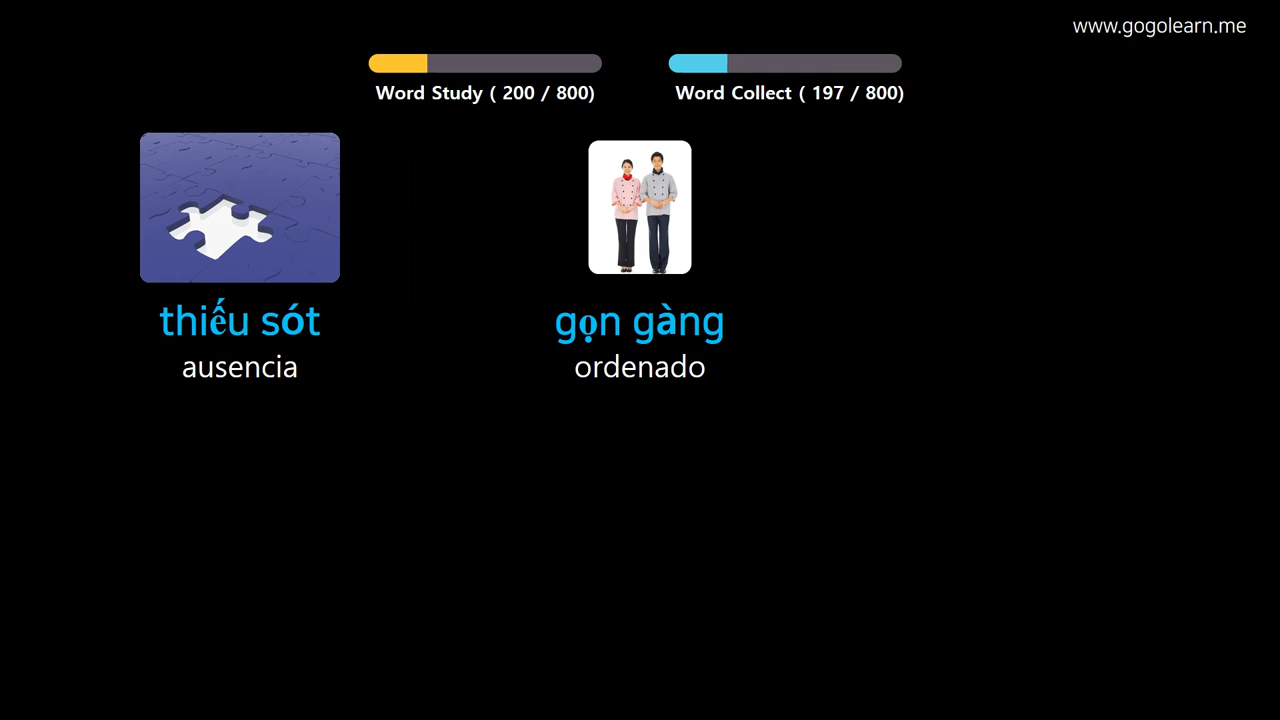 www.gogolearn.me
Word Study ( 200 / 800)
Word Collect ( 197 / 800)
thiếu sót
ausencia
gọn gàng
ordenado